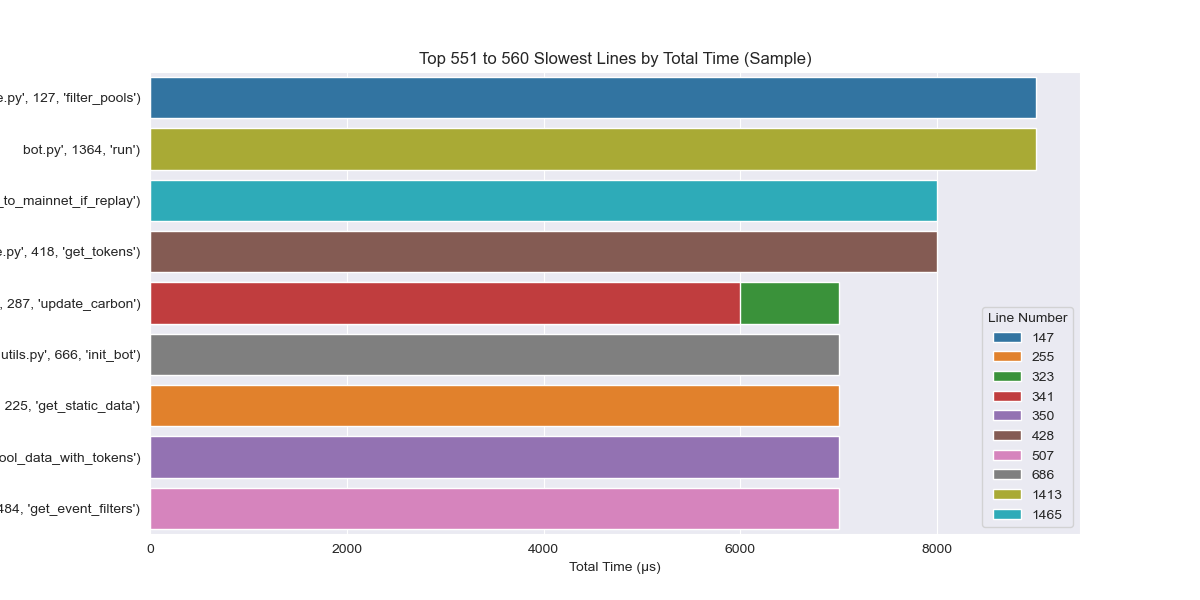 Top 551 to 560 Slowest Lines by Total Time (Sample)
e.py', 127, 'filter_pools')
bot.py', 1364, 'run')
_to_mainnet_if_replay')
e.py', 418, 'get_tokens')
, 287, 'update_carbon')
utils.py', 666, 'init_bot')
225, 'get_static_data')
ool_data_with_tokens')
484, 'get_event_filters')
Line Number
147
255
323
341
350
428
507
686
1413
1465
0 2000 4000 6000 8000
Total Time (µs)